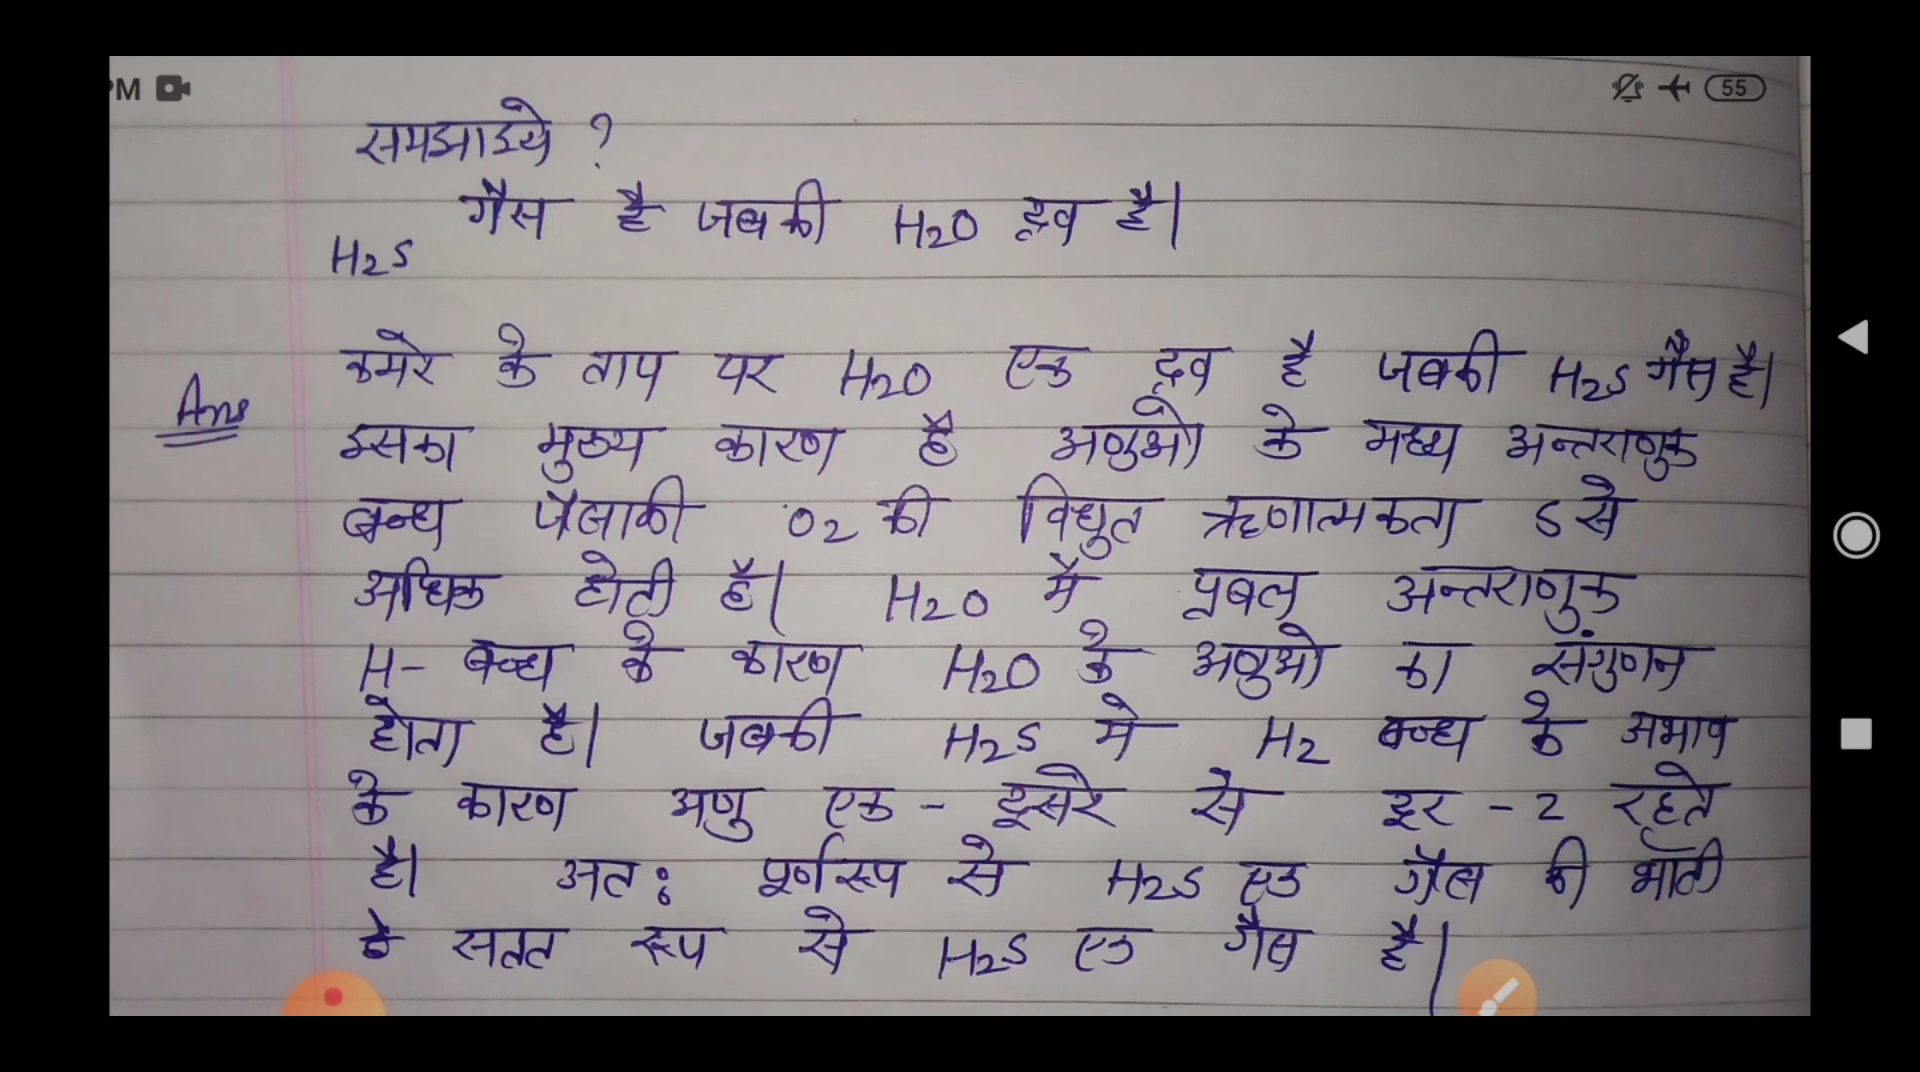 PM
55
समझाइये ?
गैस है जबकी H2O द्रव है।
H2S
कमरे के ताप पर H2O एक द्रव है जबकी H2S गैस है।
Ans
इसका मुख्य कारण है अणुओ के मध्य अन्तराणुक
बन्ध O2 की विधुत ऋणात्मकता S से
अधिक होती है। H2O मे प्रबल अन्तराणुक
H- बन्ध के कारण H2O के अणुओ का संगुणन
होता है। जबकी H2S मे H2 बन्ध के अभाव
के कारण अणु एक - दूसरे से दूर - 2 रहते
है। अत: पूर्णरूप से H2S एक गैस की भाती
सतत रूप से H2S एक गैस है।